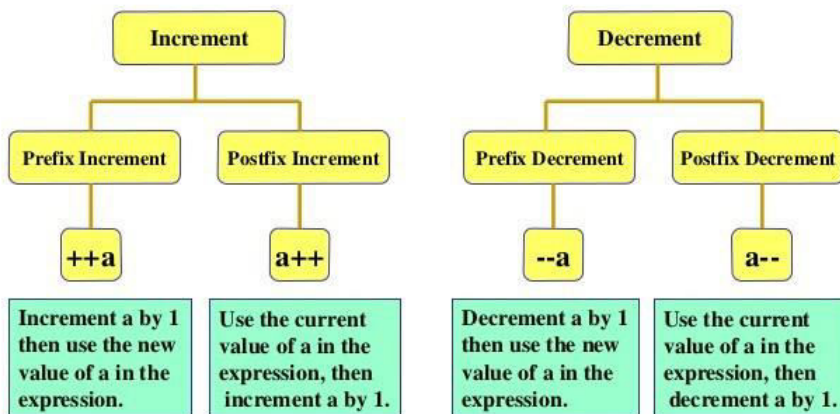 Increment
Decrement
Prefix Increment
Postfix Increment
Prefix Decrement
Postfix Decrement
++a
a++
--a
a--
Increment a by 1
then use the new
value of a in the
expression.
Use the current
value of a in the
expression, then
increment a by 1.
Decrement a by 1
then use the new
value of a in the
expression.
Use the current
value of a in the
expression, then
decrement a by 1.